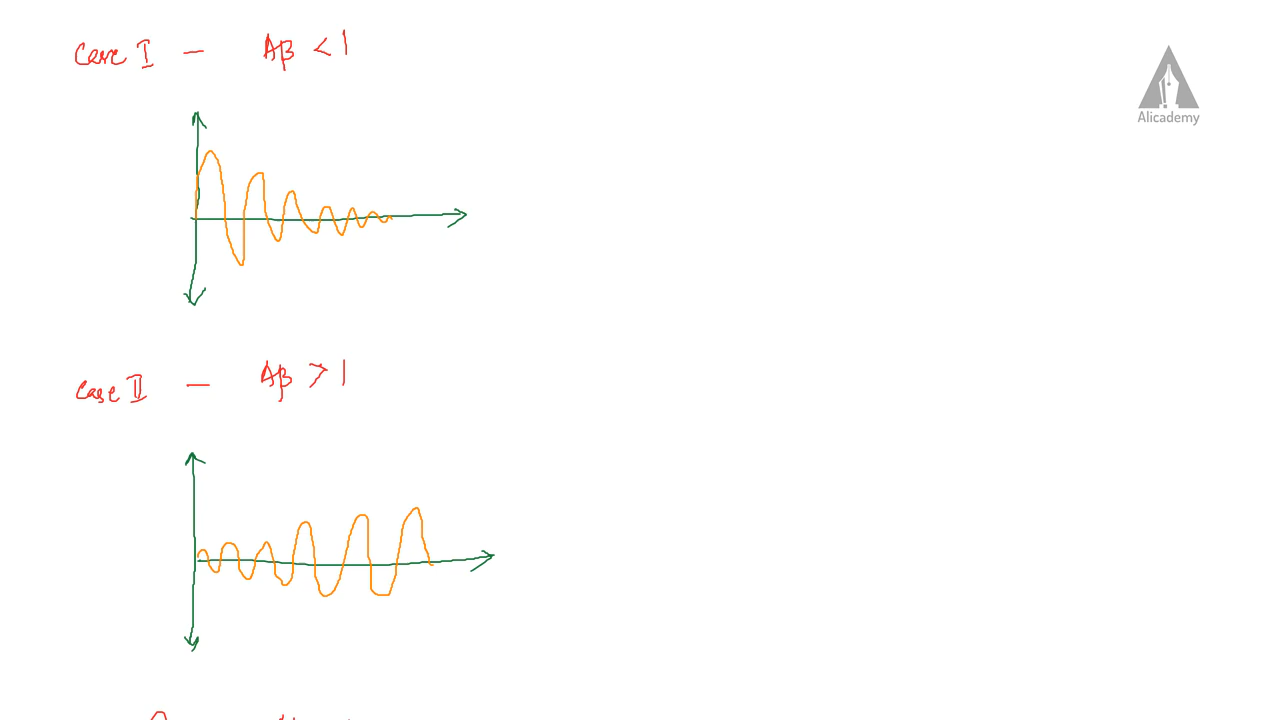 Case I - Aβ < 1
Alicademy
Case II - Aβ > 1